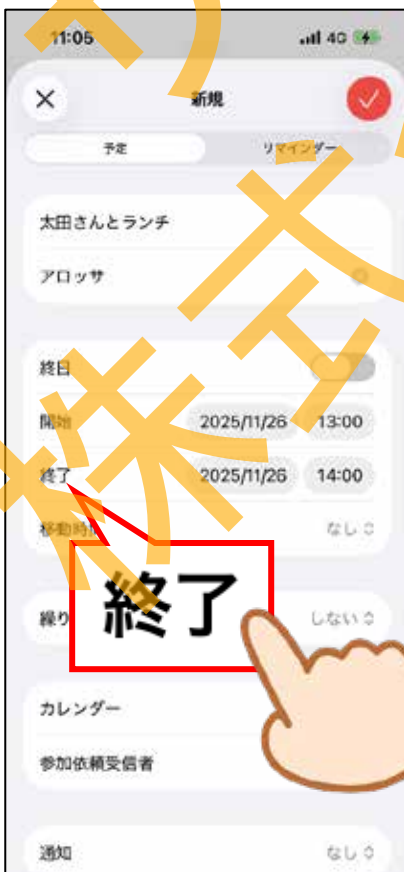 11:05
4G
新規
予定
リマインダー
太田さんとランチ
アロッサ
終日
開始 2025/11/26 13:00
終了 2025/11/26 14:00
移動時間 なし
終了
繰り しない
カレンダー
参加依頼受信者
通知 なし
株式